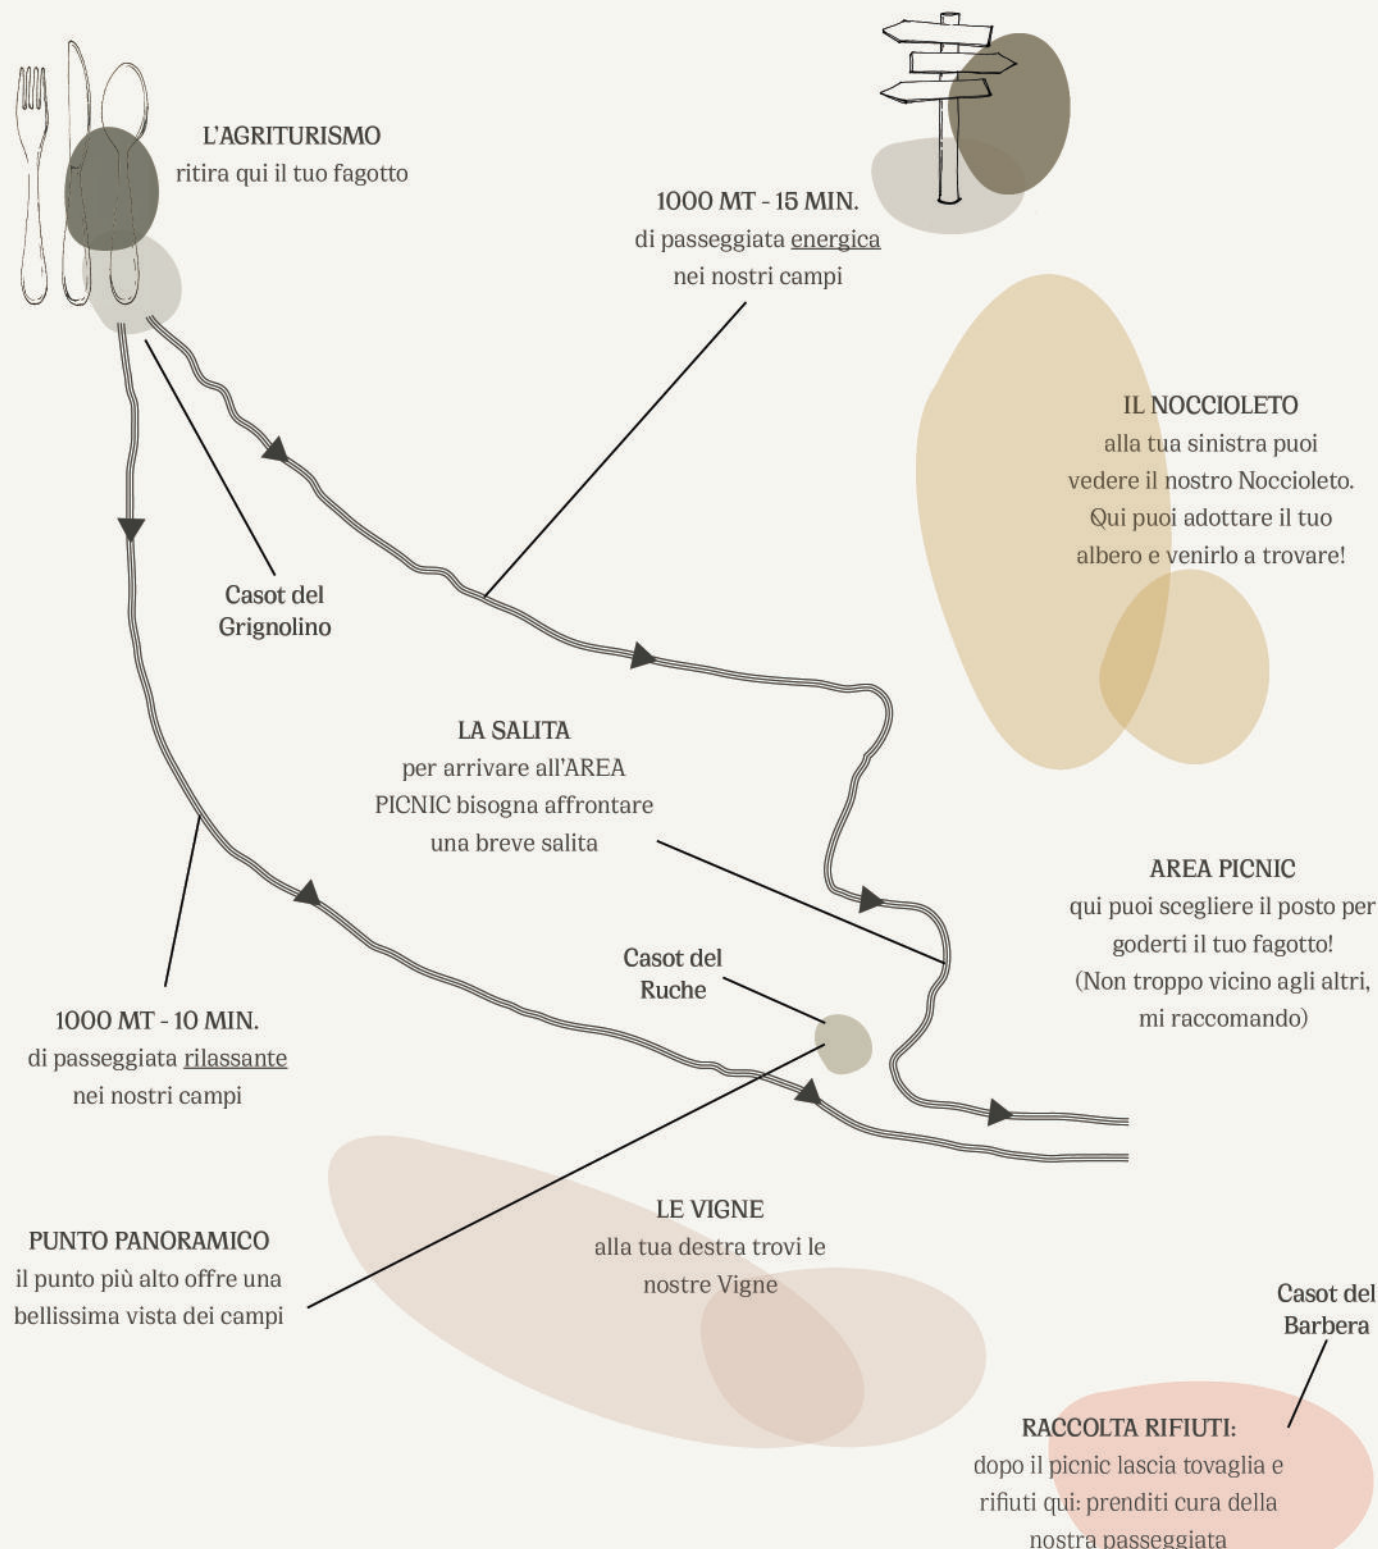 L'AGRITURISMO
ritira qui il tuo fagotto
1000 MT - 15 MIN.
di passeggiata energica
nei nostri campi
IL NOCCIOLETO
alla tua sinistra puoi
vedere il nostro Noccioleto.
Qui puoi adottare il tuo
albero e venirlo a trovare!
Casot del
Grignolino
LA SALITA
per arrivare all'AREA
PICNIC bisogna affrontare
una breve salita
AREA PICNIC
qui puoi scegliere il posto per
goderti il tuo fagotto!
(Non troppo vicino agli altri,
mi raccomando)
Casot del
Ruche
1000 MT - 10 MIN.
di passeggiata rilassante
nei nostri campi
LE VIGNE
alla tua destra trovi le
nostre Vigne
PUNTO PANORAMICO
il punto più alto offre una
bellissima vista dei campi
Casot del
Barbera
RACCOLTA RIFIUTI:
dopo il picnic lascia tovaglia e
rifiuti qui: prenditi cura della
nostra passeggiata